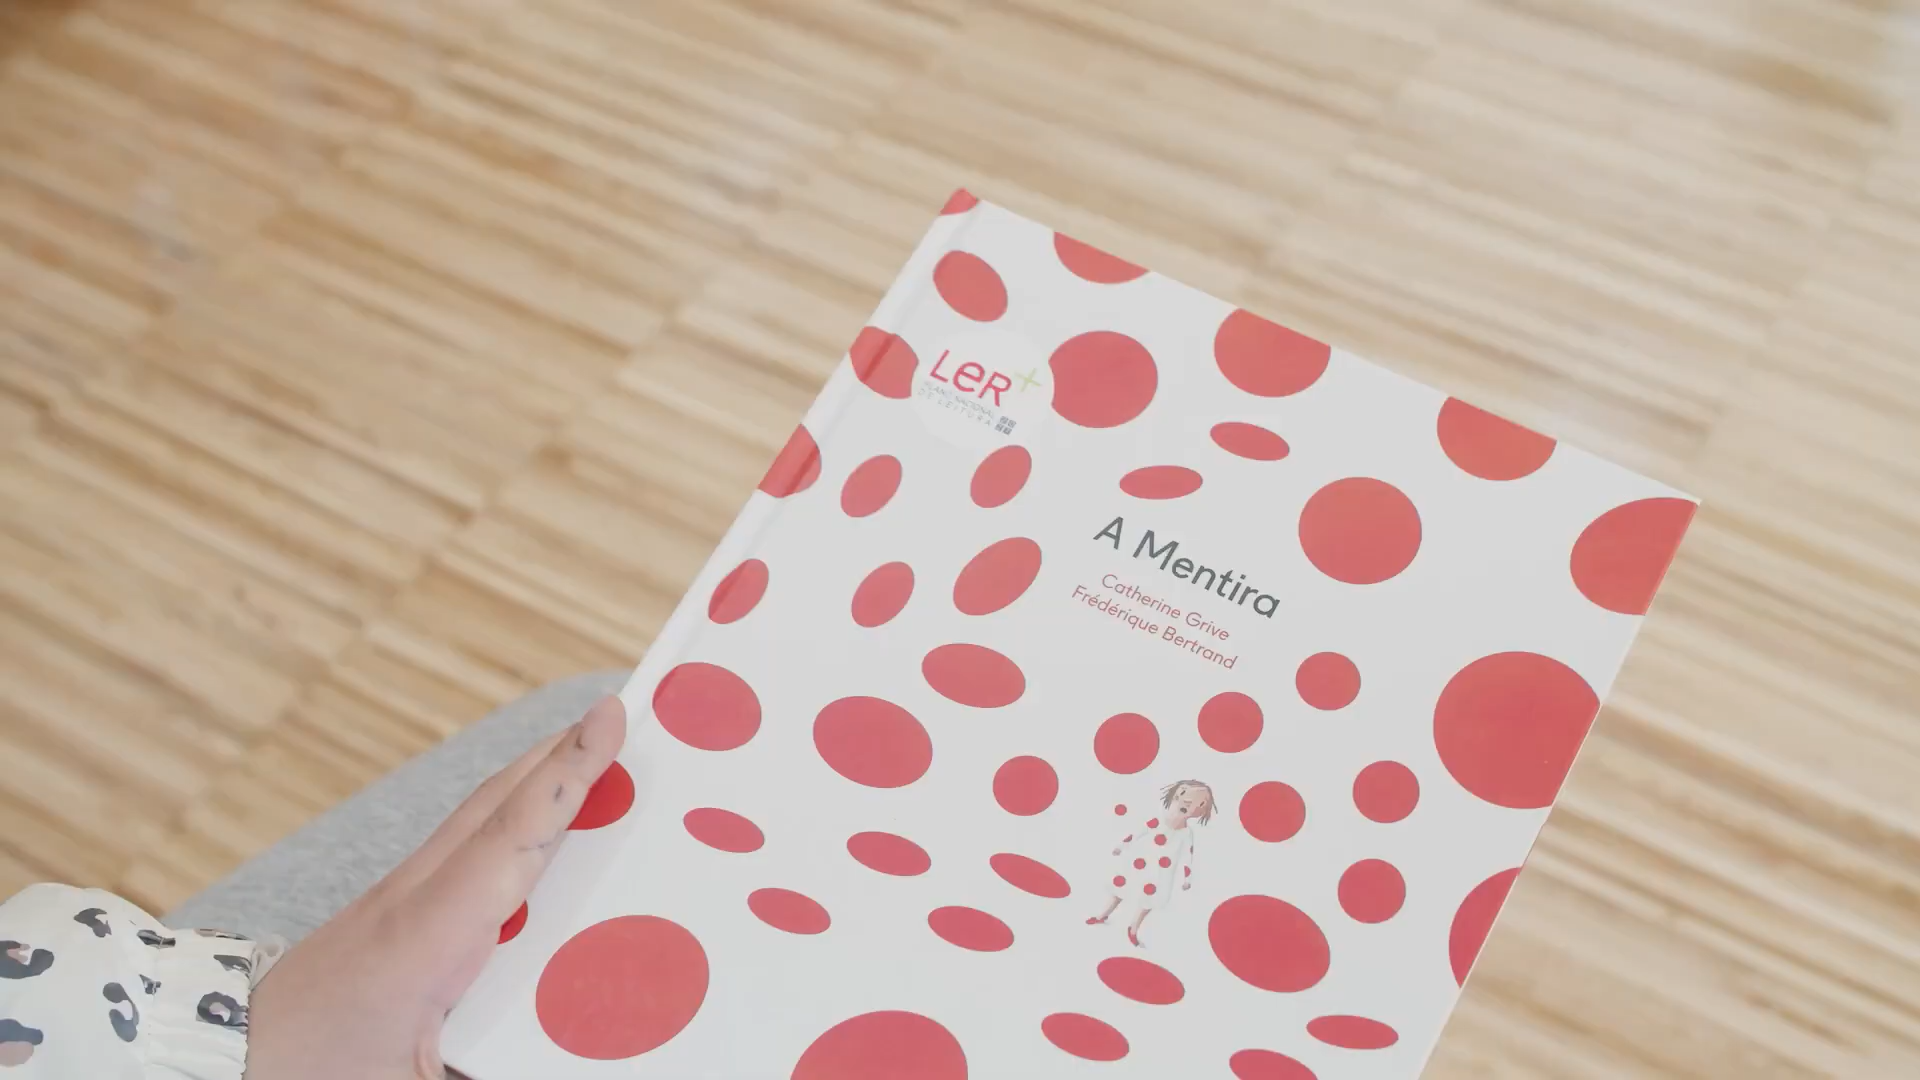 LeR+
PLANO NACIONAL
DE LEITURA
A Mentira
Catherine Grive
Frédérique Bertrand